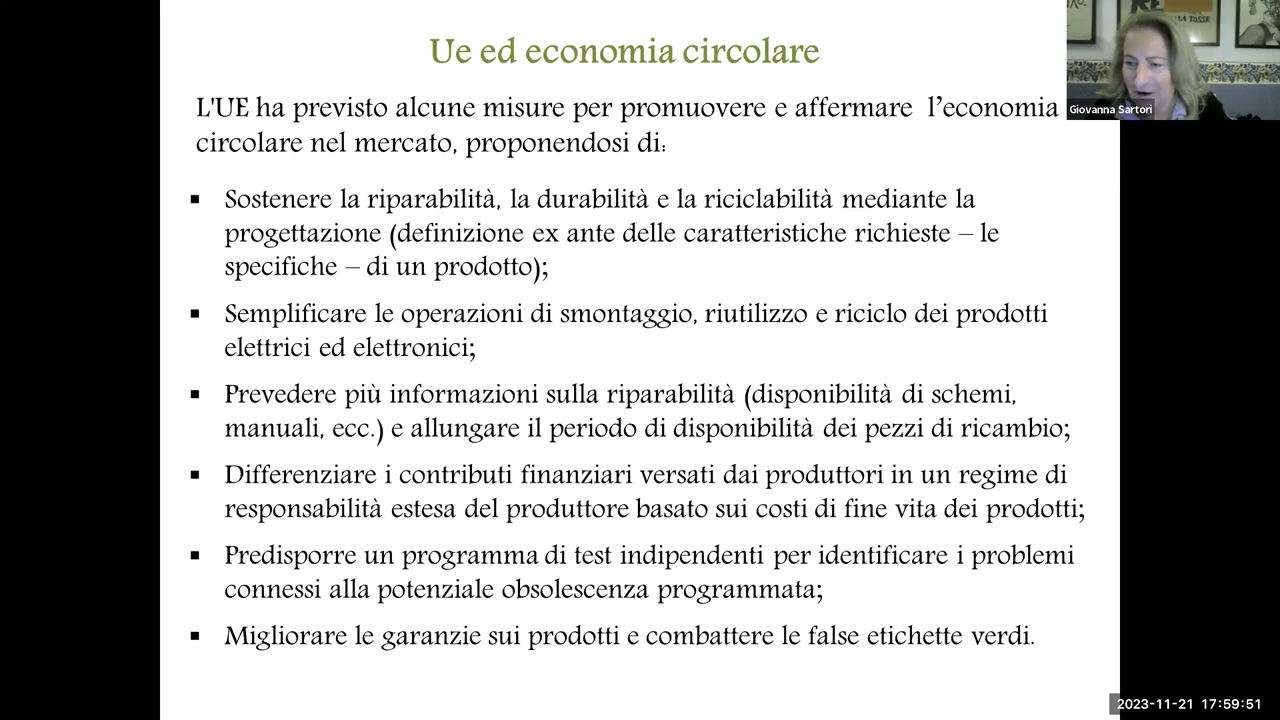 Ue ed economia circolare
L'UE ha previsto alcune misure per promuovere e affermare l’economia
circolare nel mercato, proponendosi di:
▪ Sostenere la riparabilità, la durabilità e la riciclabilità mediante la
progettazione (definizione ex ante delle caratteristiche richieste – le
specifiche – di un prodotto);
▪ Semplificare le operazioni di smontaggio, riutilizzo e riciclo dei prodotti
elettrici ed elettronici;
▪ Prevedere più informazioni sulla riparabilità (disponibilità di schemi,
manuali, ecc.) e allungare il periodo di disponibilità dei pezzi di ricambio;
▪ Differenziare i contributi finanziari versati dai produttori in un regime di
responsabilità estesa del produttore basato sui costi di fine vita dei prodotti;
▪ Predisporre un programma di test indipendenti per identificare i problemi
connessi alla potenziale obsolescenza programmata;
▪ Migliorare le garanzie sui prodotti e combattere le false etichette verdi.
Giovanna Sartori
2023-11-21 17:59:51